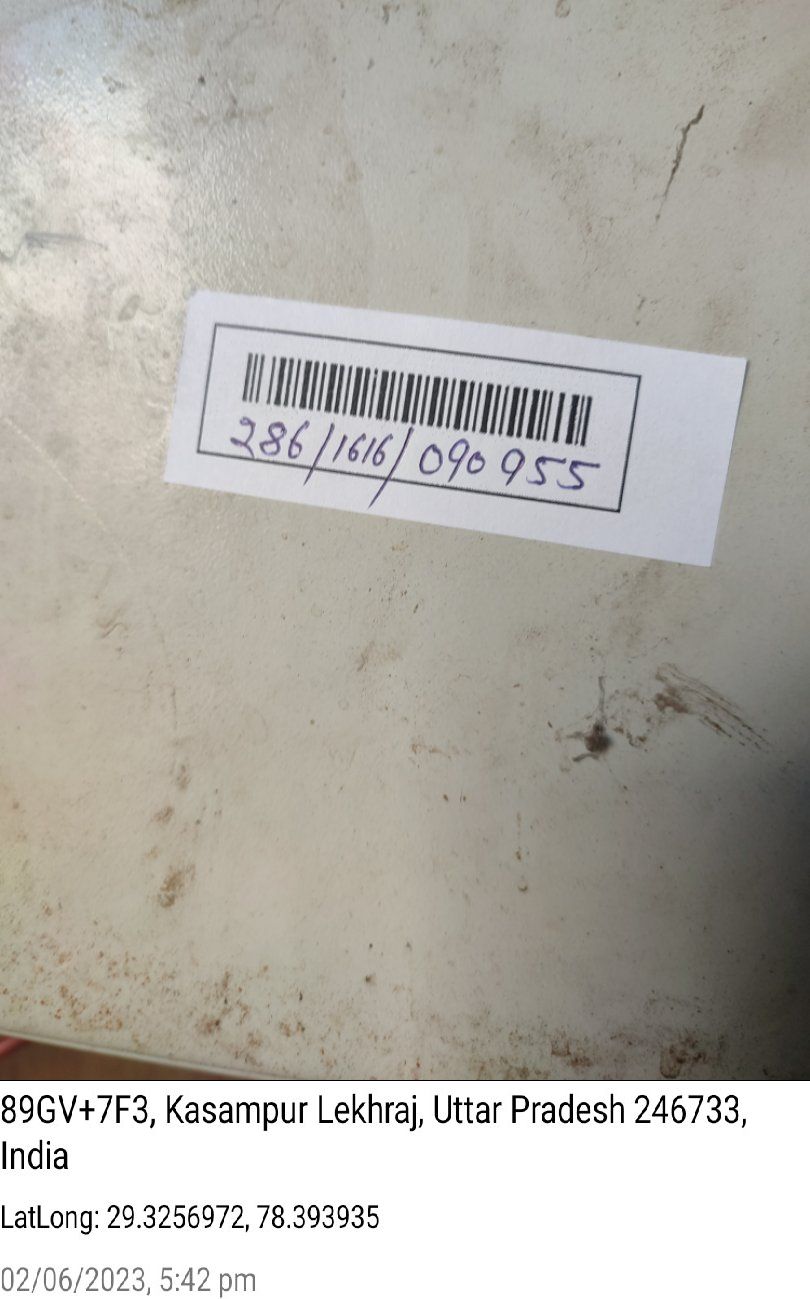 286/1616/090955
89GV+7F3, Kasampur Lekhraj, Uttar Pradesh 246733,
India
LatLong: 29.3256972, 78.393935
02/06/2023, 5:42 pm